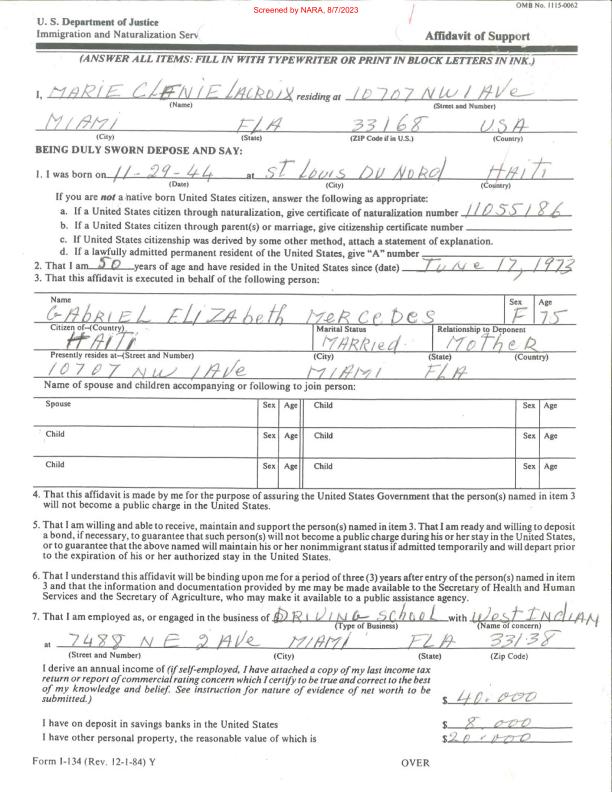 Screened by NARA, 8/7/2023
OMB No. 1115-0062
U. S. Department of Justice
Immigration and Naturalization Serv
Affidavit of Support
(ANSWER ALL ITEMS: FILL IN WITH TYPEWRITER OR PRINT IN BLOCK LETTERS IN INK.)
I, MARIE CLENIE LACROIX residing at 10707 NW 1 AVe
(Name) (Street and Number)
MIAMI FLA 33168 USA
(City) (State) (ZIP Code if in U.S.) (Country)
BEING DULY SWORN DEPOSE AND SAY:
1. I was born on 11-29-44 at ST LOUIS DU NORD HAITI
(Date) (City) (Country)
If you are not a native born United States citizen, answer the following as appropriate:
a. If a United States citizen through naturalization, give certificate of naturalization number 11055186
b. If a United States citizen through parent(s) or marriage, give citizenship certificate number
c. If United States citizenship was derived by some other method, attach a statement of explanation.
d. If a lawfully admitted permanent resident of the United States, give "A" number
2. That I am 50 years of age and have resided in the United States since (date) JUNE 17, 1973
3. That this affidavit is executed in behalf of the following person:
Name Sex Age
GABRIEL ELIZAbeth MERCEDES F 75
Citizen of—(Country) Marital Status Relationship to Deponent
HAITI MARRied MOTHER
Presently resides at—(Street and Number) (City) (State) (Country)
10707 NW 1AVe MIAMI FLA
Name of spouse and children accompanying or following to join person:
Spouse Sex Age Child Sex Age
Child Sex Age Child Sex Age
Child Sex Age Child Sex Age
4. That this affidavit is made by me for the purpose of assuring the United States Government that the person(s) named in item 3
will not become a public charge in the United States.
5. That I am willing and able to receive, maintain and support the person(s) named in item 3. That I am ready and willing to deposit
a bond, if necessary, to guarantee that such person(s) will not become a public charge during his or her stay in the United States,
or to guarantee that the above named will maintain his or her nonimmigrant status if admitted temporarily and will depart prior
to the expiration of his or her authorized stay in the United States.
6. That I understand this affidavit will be binding upon me for a period of three (3) years after entry of the person(s) named in item
3 and that the information and documentation provided by me may be made available to the Secretary of Health and Human
Services and the Secretary of Agriculture, who may make it available to a public assistance agency.
7. That I am employed as, or engaged in the business of DRIVING SCHOOL with West INDIAN
(Type of Business) (Name of concern)
at 7488 NE 2 AVe MIAMI FLA 33138
(Street and Number) (City) (State) (Zip Code)
I derive an annual income of (if self-employed, I have attached a copy of my last income tax
return or report of commercial rating concern which I certify to be true and correct to the best
of my knowledge and belief. See instruction for nature of evidence of net worth to be
submitted.) $ 40.000
I have on deposit in savings banks in the United States $ 8.000
I have other personal property, the reasonable value of which is $ 20.000
Form I-134 (Rev. 12-1-84) Y OVER